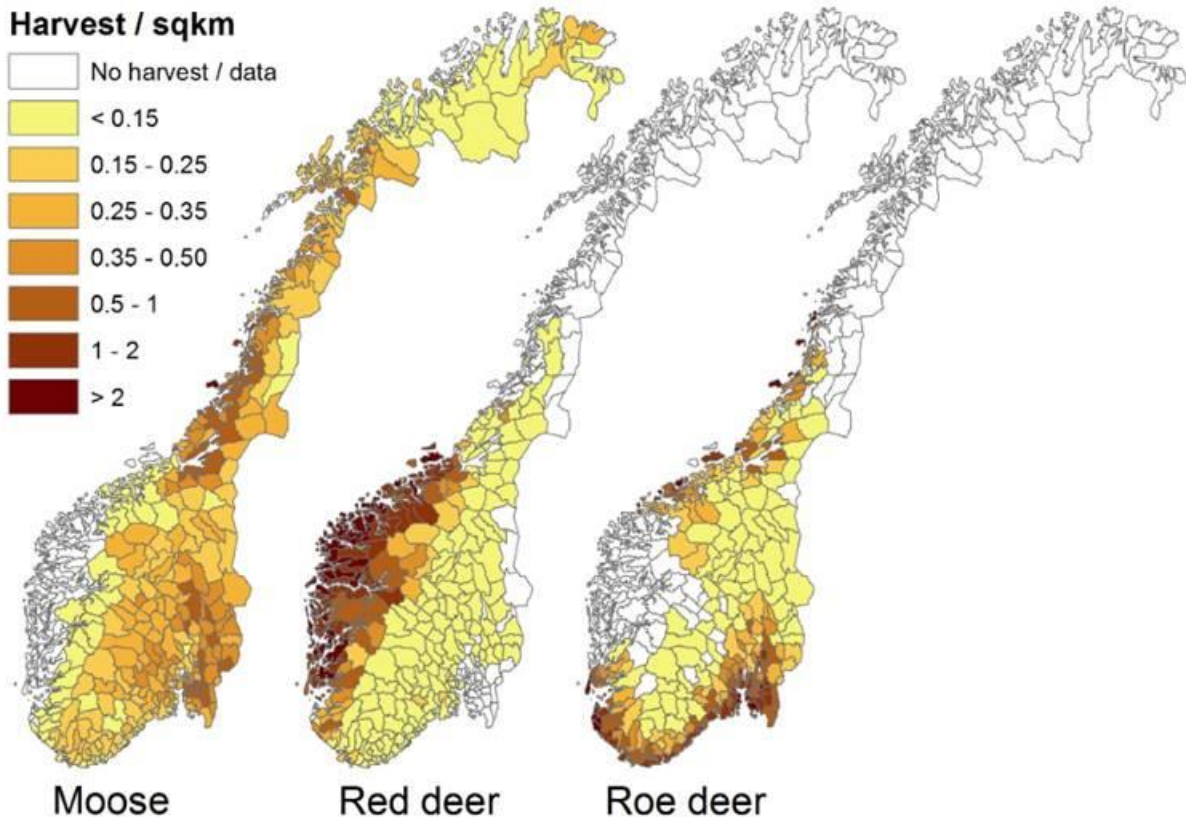 Harvest / sqkm
No harvest / data
< 0.15
0.15 - 0.25
0.25 - 0.35
0.35 - 0.50
0.5 - 1
1 - 2
> 2
Moose
Red deer
Roe deer